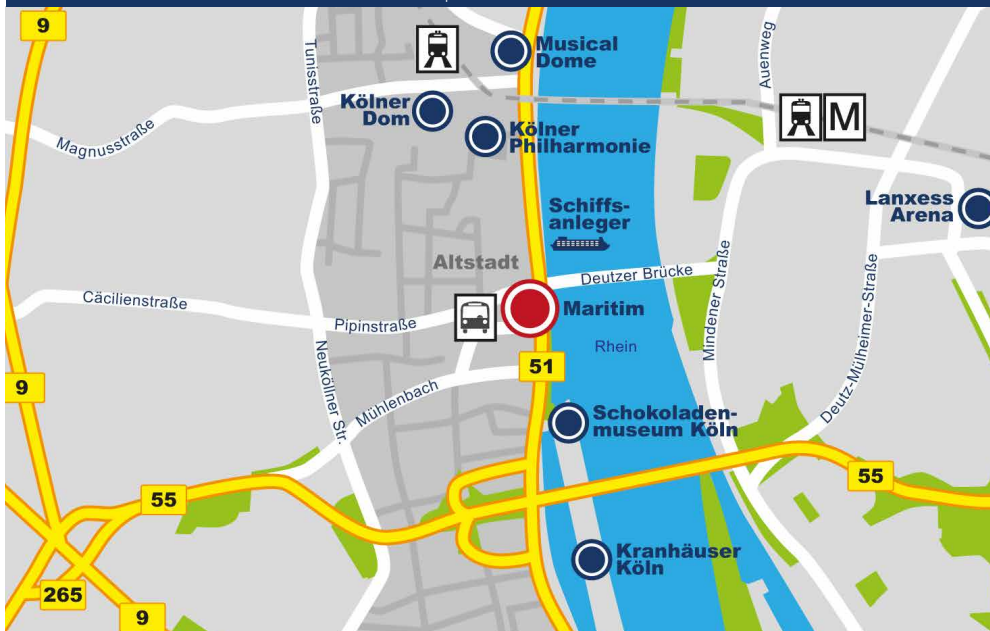 9
Tunisstraße
Musical
Dome
Auenweg
Kölner
Dom
M
Magnusstraße
Kölner
Philharmonie
Lanxess
Arena
Schiffs-
anleger
Altstadt
Deutzer Brücke
Mindener Straße
Deutz-Mülheimer-Straße
Cäcilienstraße
Pipinstraße
Maritim
Rhein
Neuköllner Str.
51
9
Mühlenbach
Schokoladen-
museum Köln
55
55
Kranhäuser
Köln
265
9